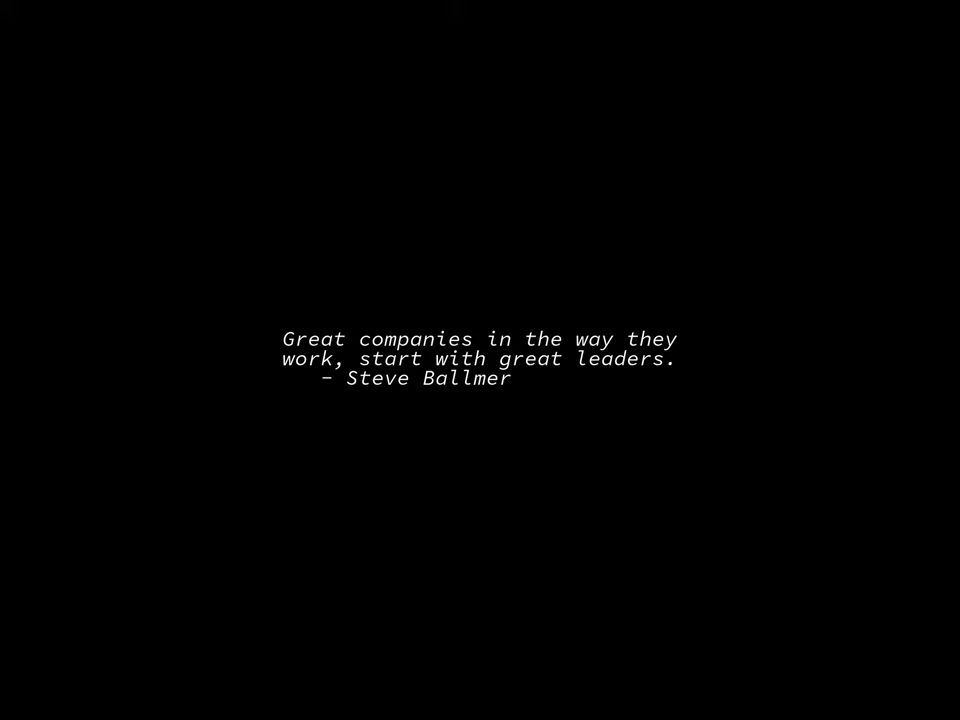 Great companies in the way they
work, start with great leaders.
- Steve Ballmer